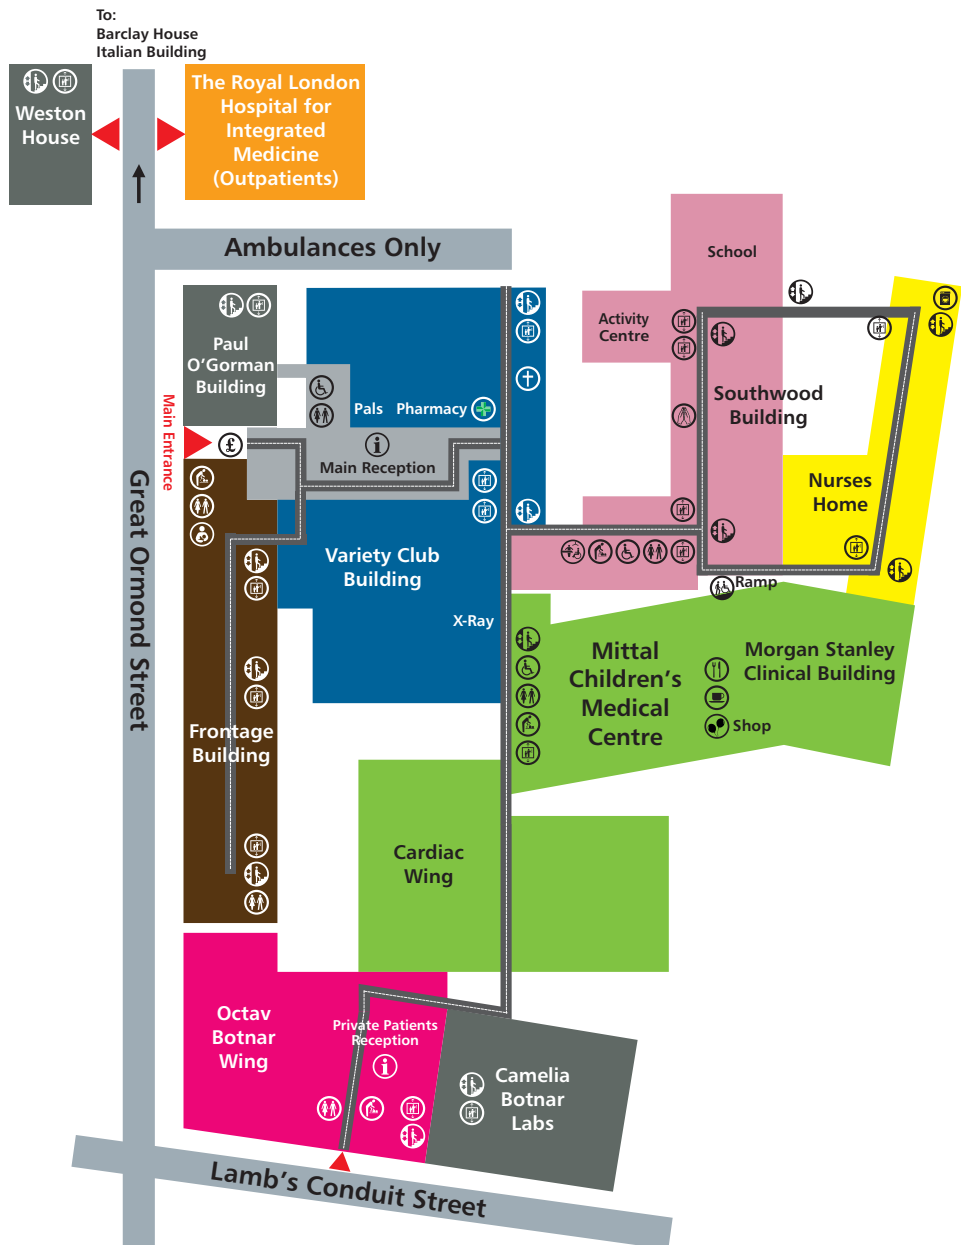 To:
Barclay House
Italian Building
Weston
House
The Royal London
Hospital for
Integrated
Medicine
(Outpatients)
Ambulances Only
School
Activity
Centre
Paul
O'Gorman
Building
Main Entrance
£
Pals
Pharmacy
i
Main Reception
Southwood
Building
Nurses
Home
Great Ormond Street
Variety Club
Building
X-Ray
Ramp
Mittal
Children's
Medical
Centre
Morgan Stanley
Clinical Building
Shop
Frontage
Building
Cardiac
Wing
Octav
Botnar
Wing
Private Patients
Reception
i
Camelia
Botnar
Labs
Lamb's Conduit Street